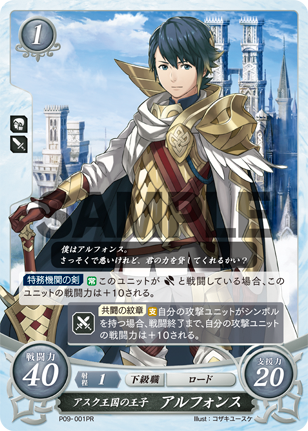 1
SAMPLE
僕はアルフォンス。
さっそくで悪いけれど、君の力を貸してくれるかい？
特務機関の剣 常 このユニットが と戦闘している場合、この
ユニットの戦闘力は＋10される。
共闘の紋章 支 自分の攻撃ユニットがシンボル
を持つ場合、戦闘終了まで、自分の攻撃ユニット
の戦闘力は＋10される。
戦闘力 40
射程 1 下級職 ロード
支援力 20
アスク王国の王子 アルフォンス
P09-001PR
Illust：コザキユースケ